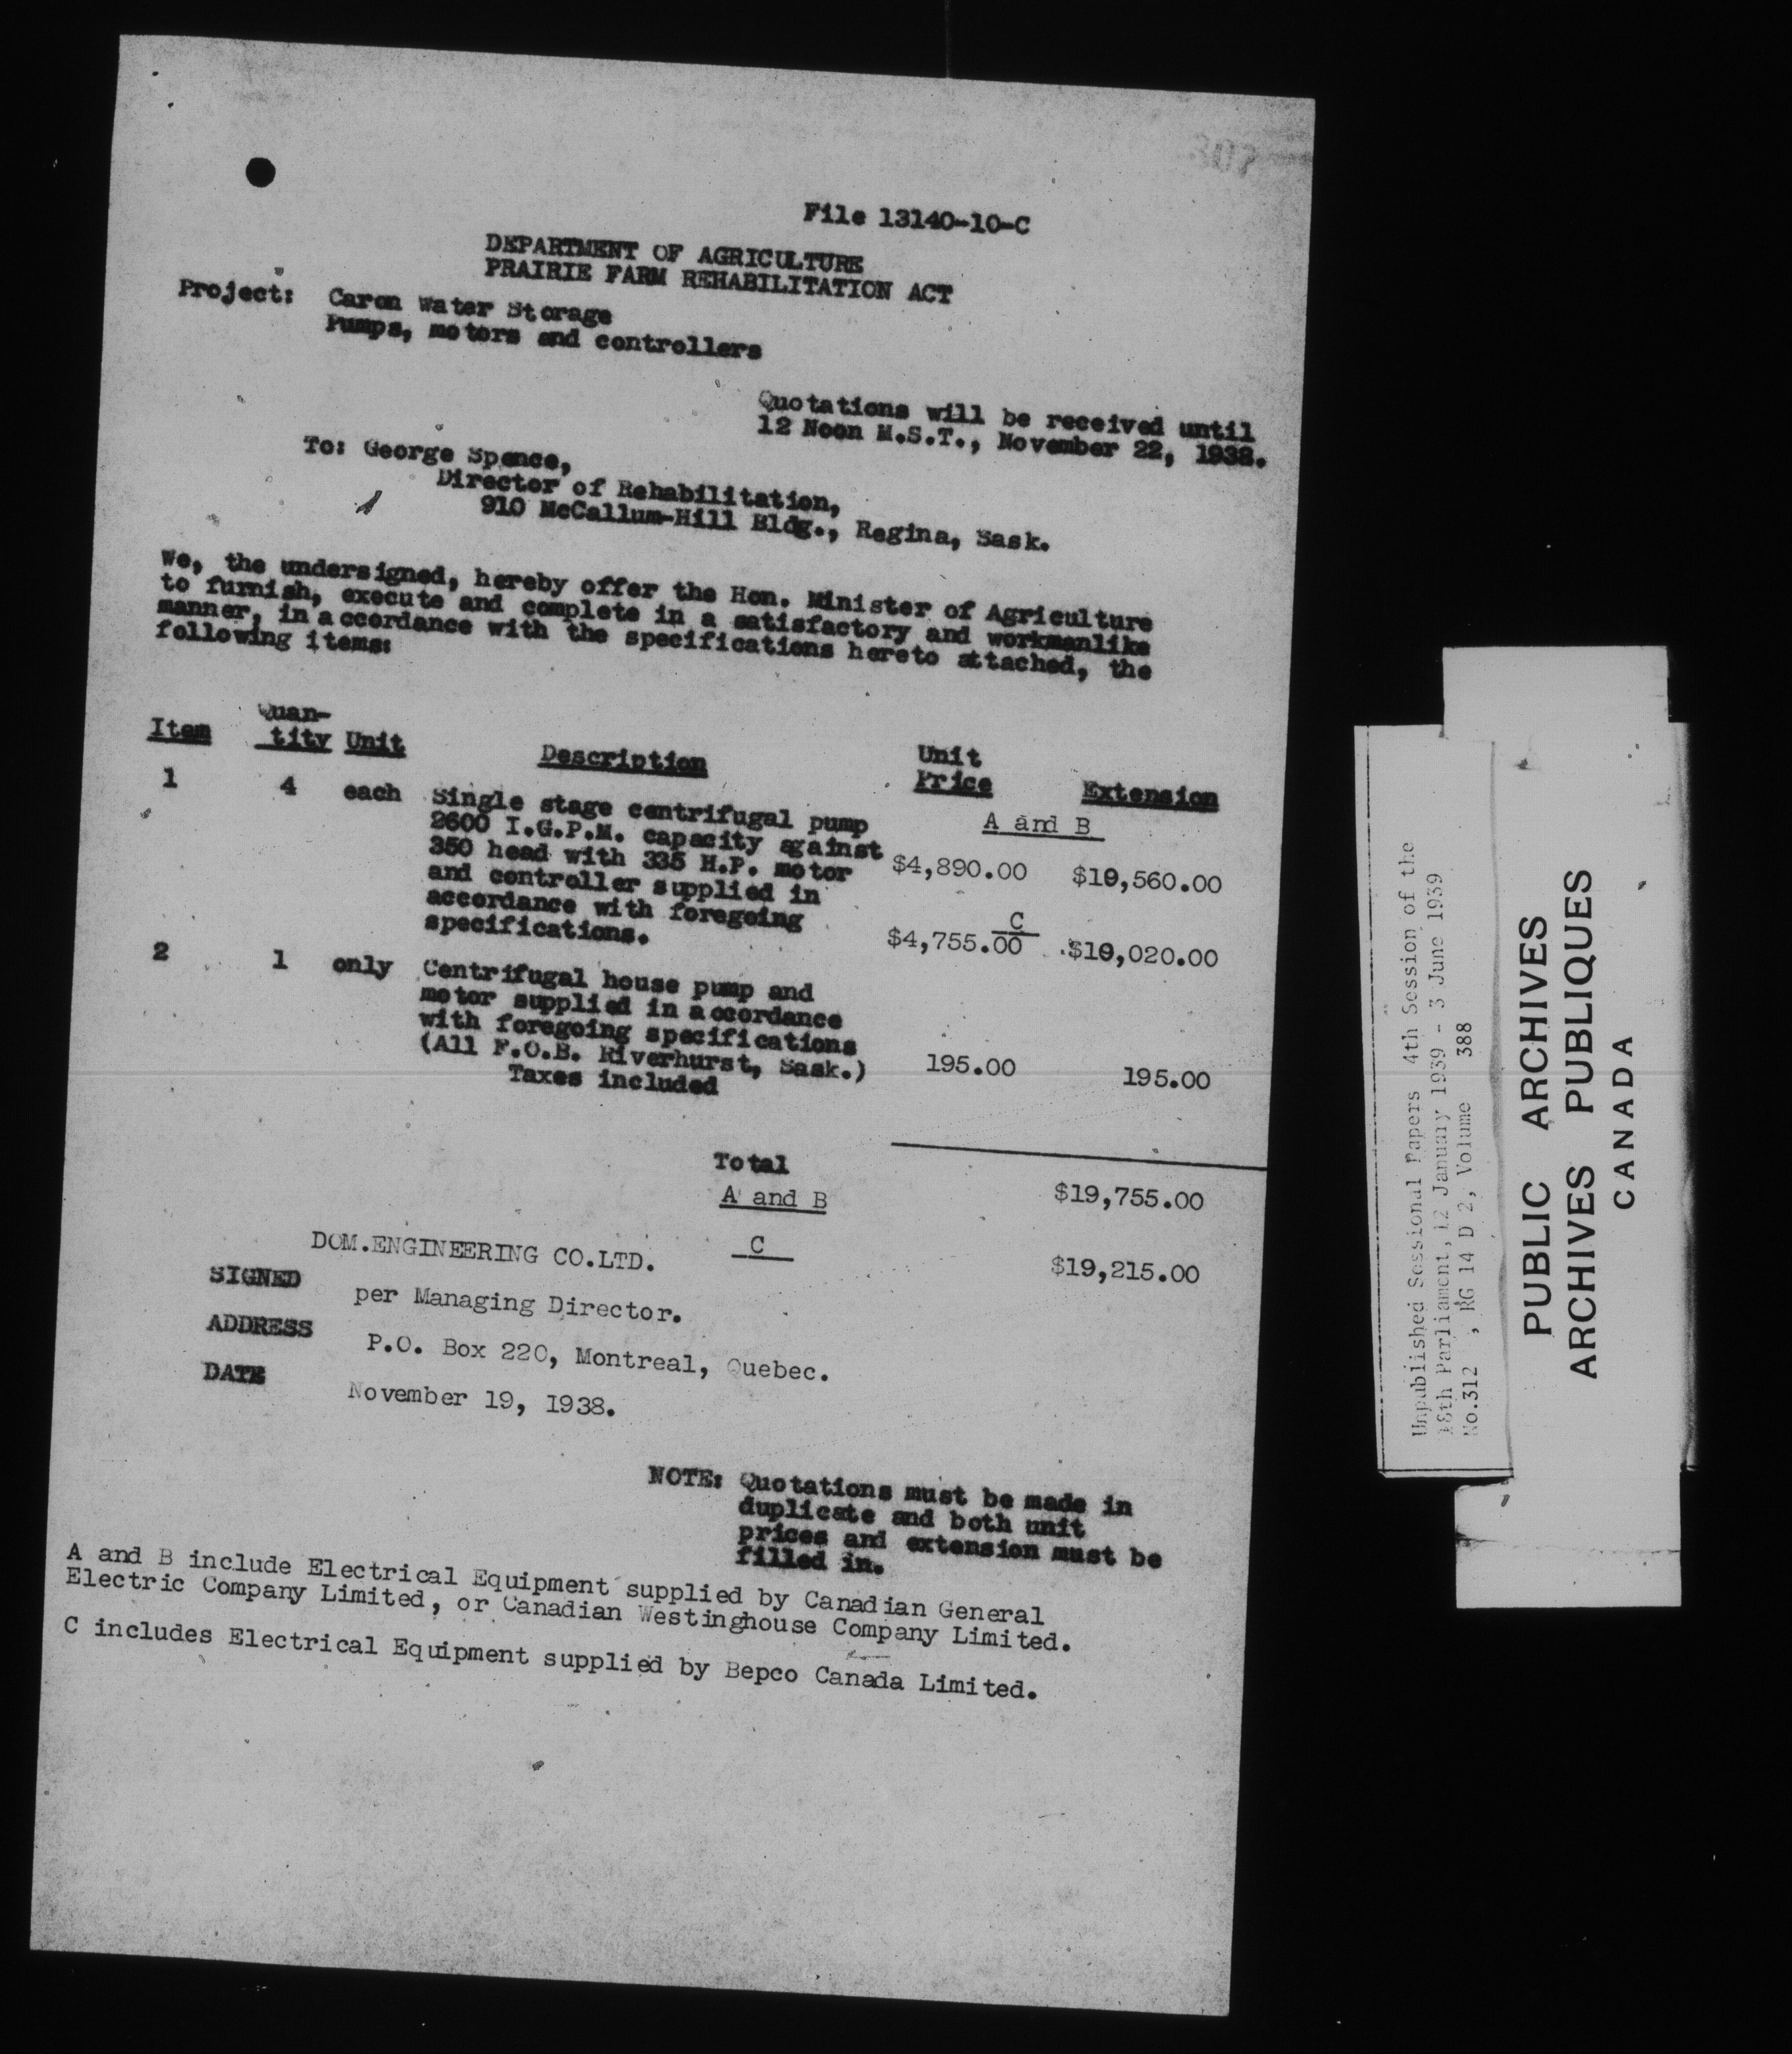 File 13140-10-C
DEPARTMENT OF AGRICULTURE
PRAIRIE FARM REHABILITATION ACT
Project: Caron Water Storage
Pumps, motors and controllers
Quotations will be received until
12 Noon M.S.T., November 22, 1938.
To: George Spence,
Director of Rehabilitation,
910 McCallum-Hill Bldg., Regina, Sask.
We, the undersigned, hereby offer the Hon. Minister of Agriculture
to furnish, execute and complete in a satisfactory and workmanlike
manner, in accordance with the specifications hereto attached, the
following items:
Item Quan-tity Unit Description Unit Price Extension
A and B
1 4 each Single stage centrifugal pump
2600 I.G.P.M. capacity against
350 head with 335 H.P. motor $4,890.00 $19,560.00
and controller supplied in
accordance with foregoing C
specifications. $4,755.00 $19,020.00
2 1 only Centrifugal house pump and
motor supplied in accordance
with foregoing specifications
(All F.O.B. Riverhurst, Sask.) 195.00 195.00
Taxes included
Total
A and B $19,755.00
C $19,215.00
DOM.ENGINEERING CO.LTD.
SIGNED
per Managing Director.
ADDRESS
P.O. Box 220, Montreal, Quebec.
DATE
November 19, 1938.
NOTE: Quotations must be made in
duplicate and both unit
prices and extension must be
filled in.
A and B include Electrical Equipment supplied by Canadian General
Electric Company Limited, or Canadian Westinghouse Company Limited.
C includes Electrical Equipment supplied by Bepco Canada Limited.
Unpublished Sessional Papers 4th Session of the
18th Parliament, 12 January 1939 - 3 June 1939
No.312 , RG 14 D 2, Volume 388
PUBLIC ARCHIVES
ARCHIVES PUBLIQUES
CANADA